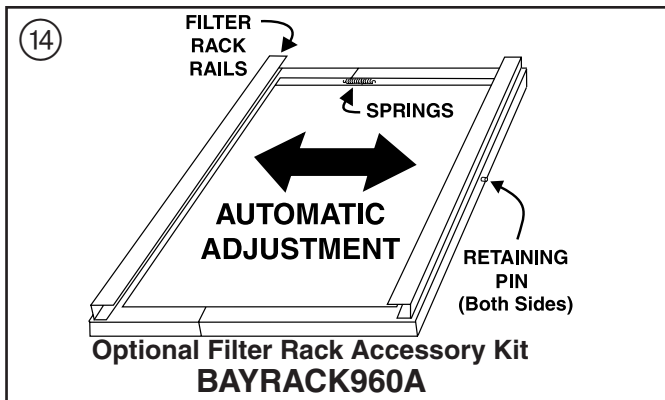 14
FILTER
RACK
RAILS
SPRINGS
AUTOMATIC
ADJUSTMENT
RETAINING
PIN
(Both Sides)
Optional Filter Rack Accessory Kit
BAYRACK960A